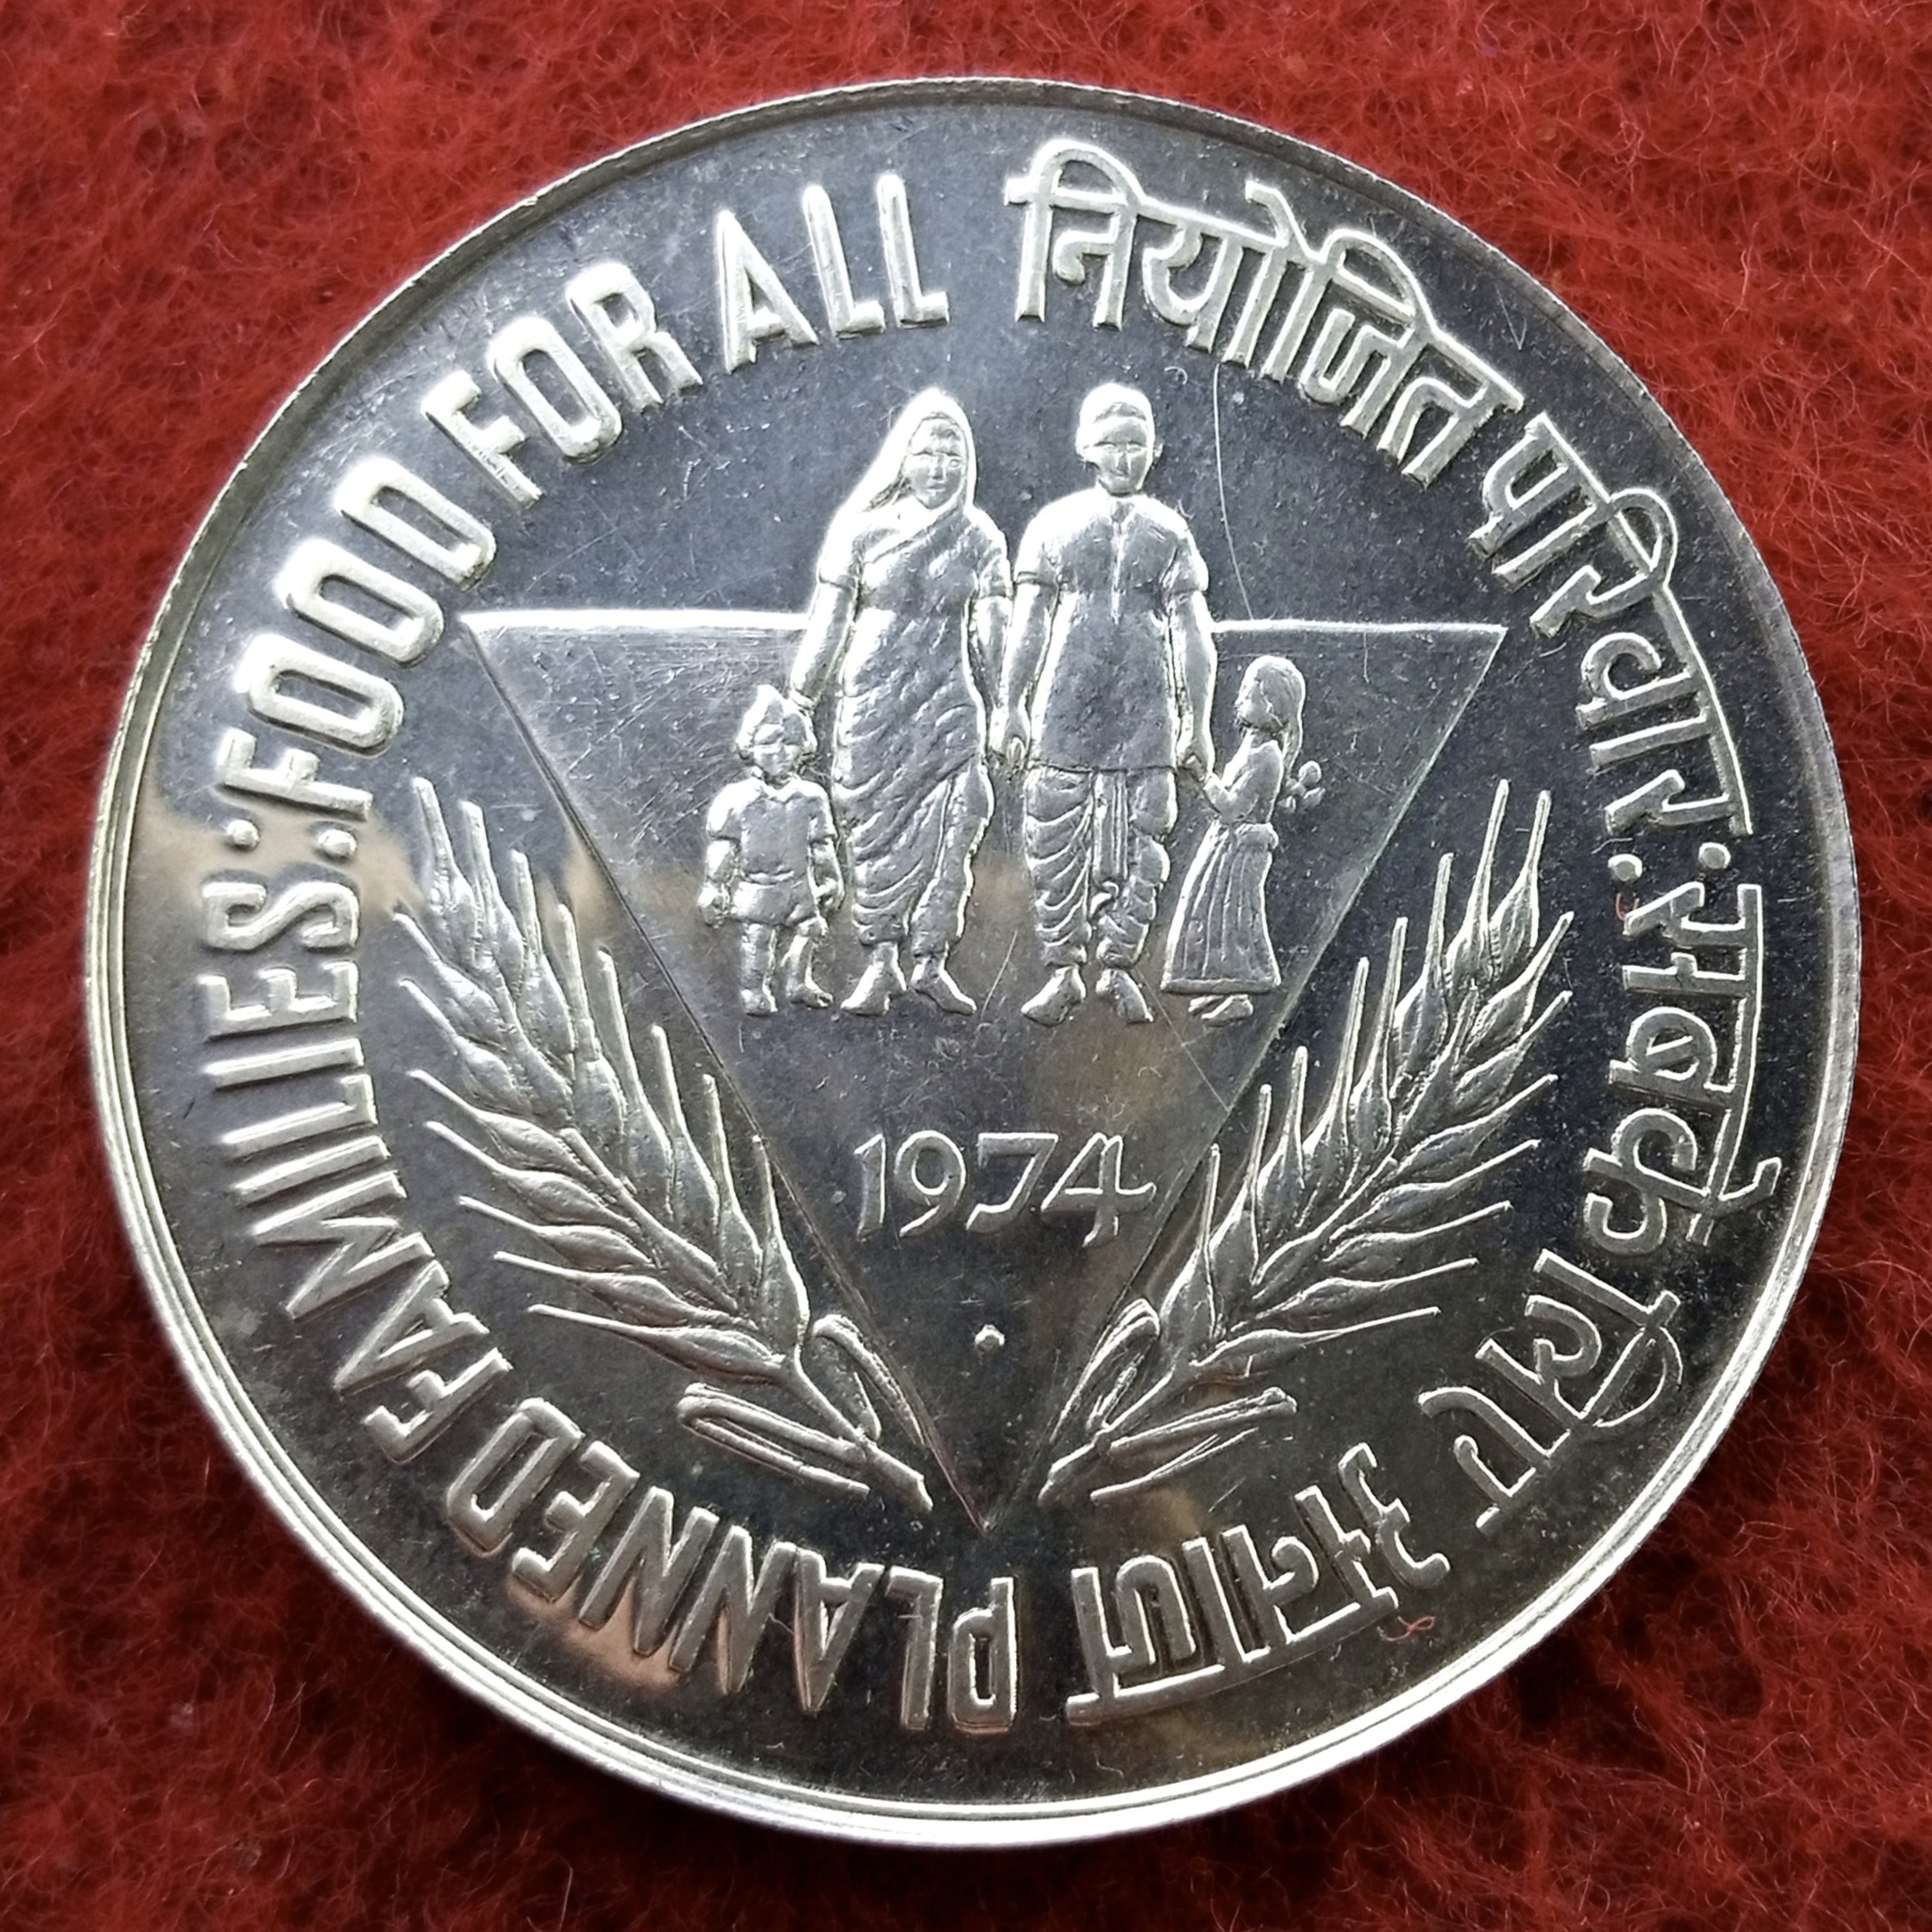 PLANNED FAMILIES: FOOD FOR ALL
नियोजित परिवार: सबके लिए अनाज
1974